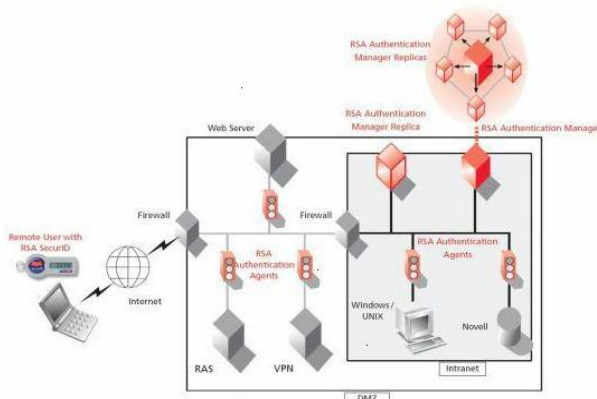 RSA Authentication
Manager Replicas
Web Server
RSA Authentication
Manager Replica
RSA Authentication Manager
Firewall
Firewall
Remote User with
RSA SecurID
RSA
Authentication
Agents
RSA Authentication
Agents
Internet
Windows/
UNIX
Novell
RAS
VPN
Intranet
DMZ